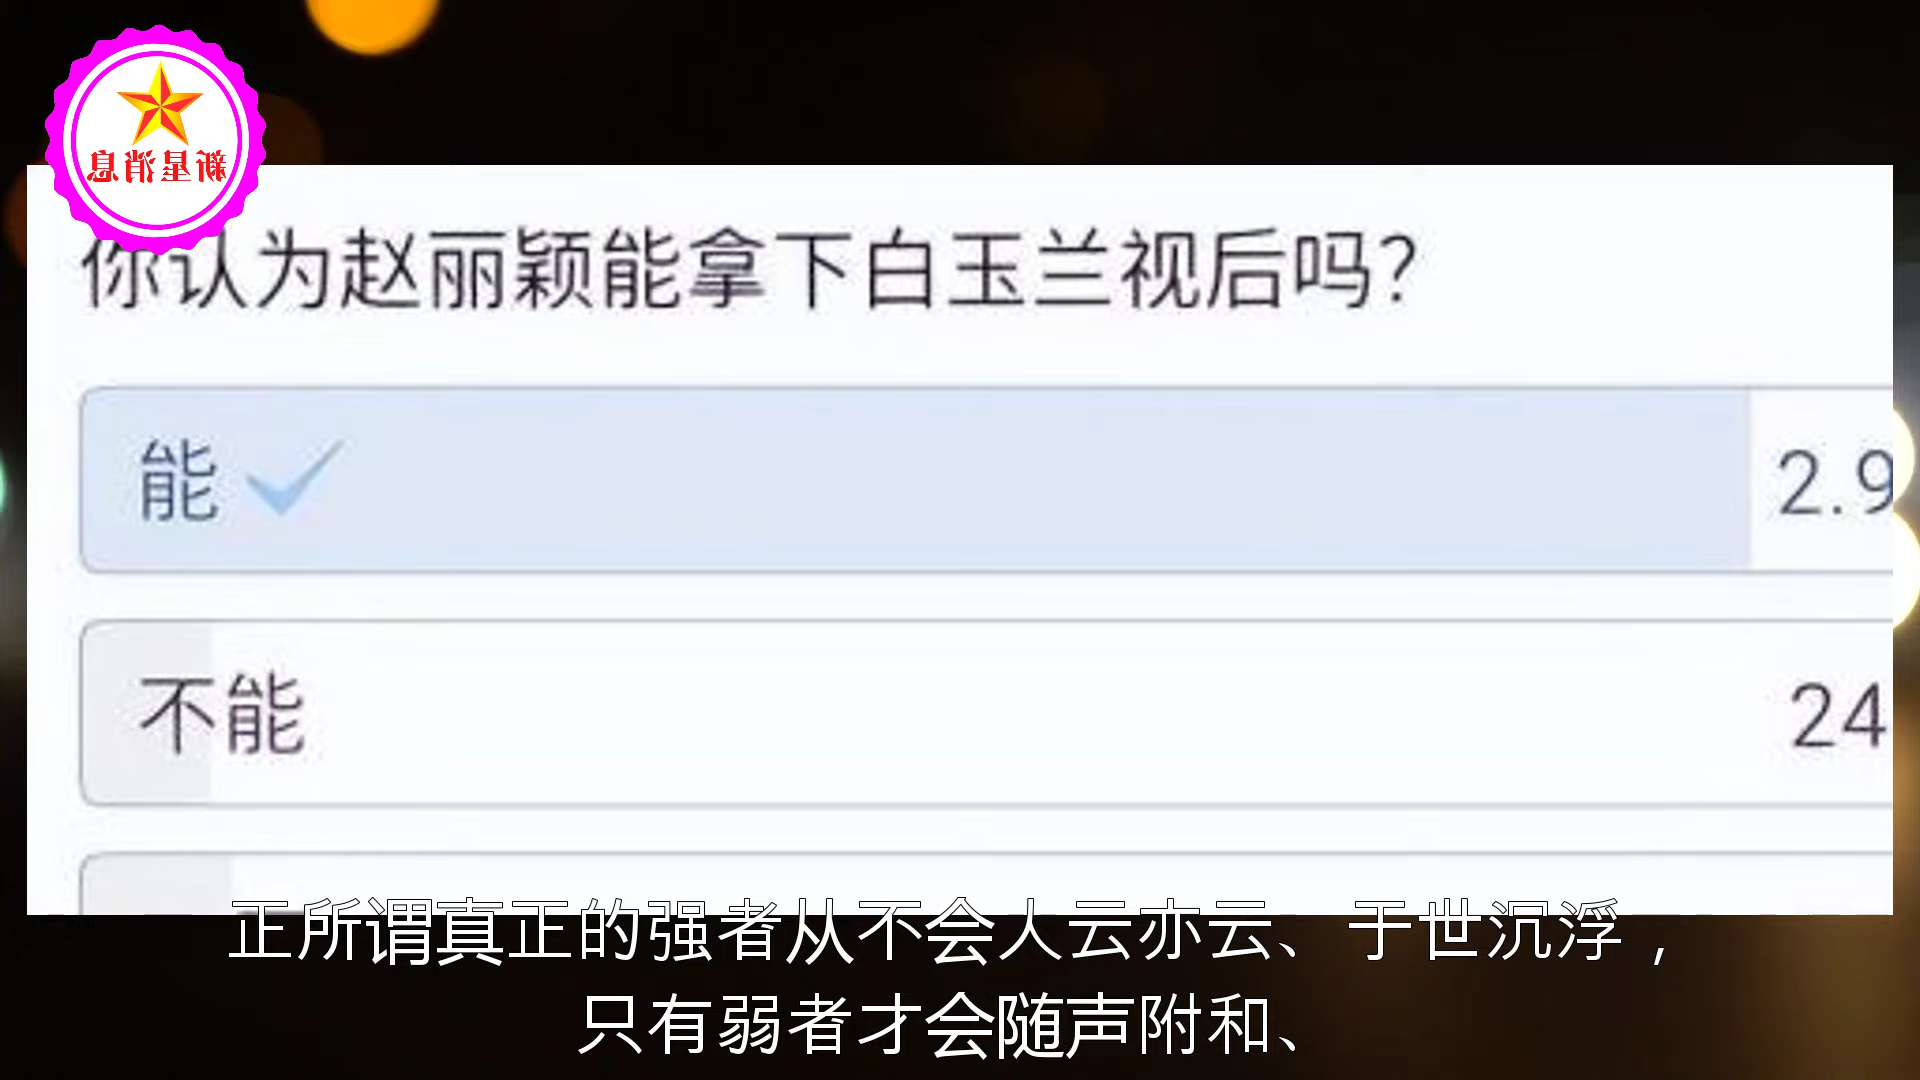 新星消息
你认为赵丽颖能拿下白玉兰视后吗？
能
2.9
不能
24
正所谓真正的强者从不会人云亦云、于世沉浮，
只有弱者才会随声附和、